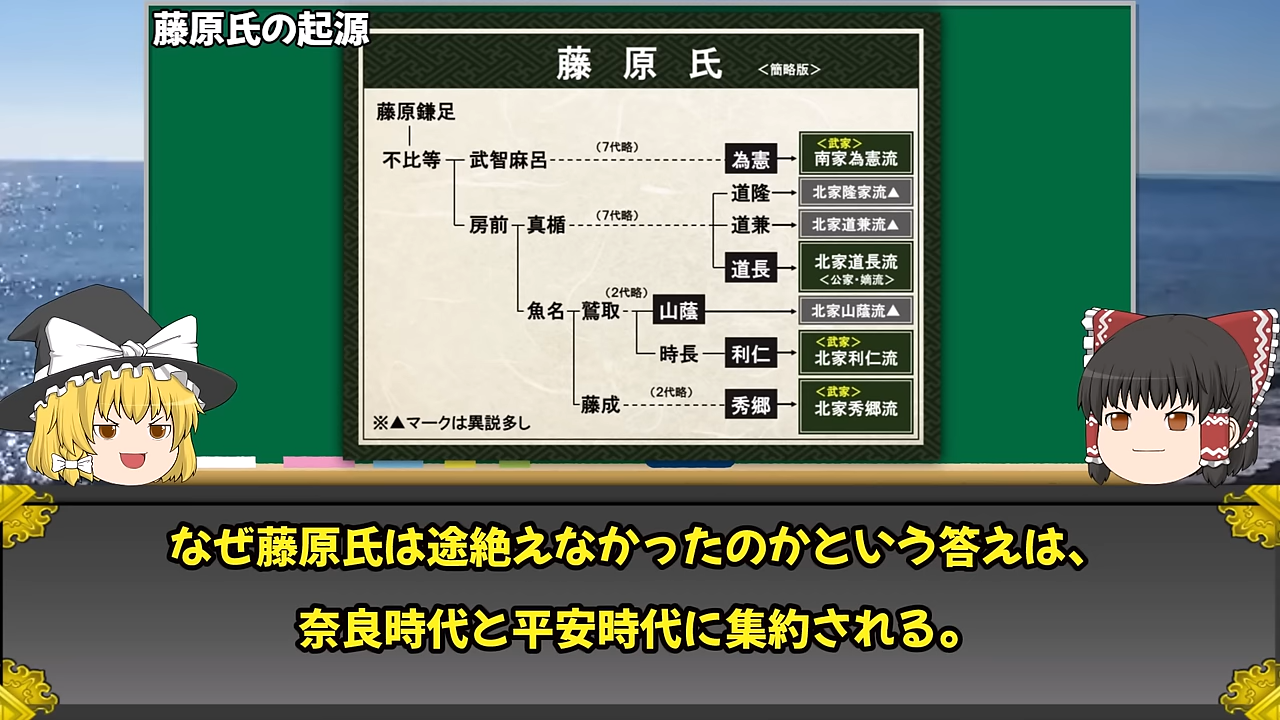 藤原氏の起源
藤原氏 <簡略版>
藤原鎌足
不比等 武智麻呂 (7代略) 為憲 <武家> 南家為憲流
道隆 北家隆家流▲
房前 真楯 (7代略) 道兼 北家道兼流▲
道長 北家道長流 <公家・嫡流>
魚名 鷲取 (2代略) 山蔭 北家山蔭流▲
時長 利仁 <武家> 北家利仁流
藤成 (2代略) 秀郷 <武家> 北家秀郷流
※▲マークは異説多し
なぜ藤原氏は途絶えなかったのかという答えは、
奈良時代と平安時代に集約される。